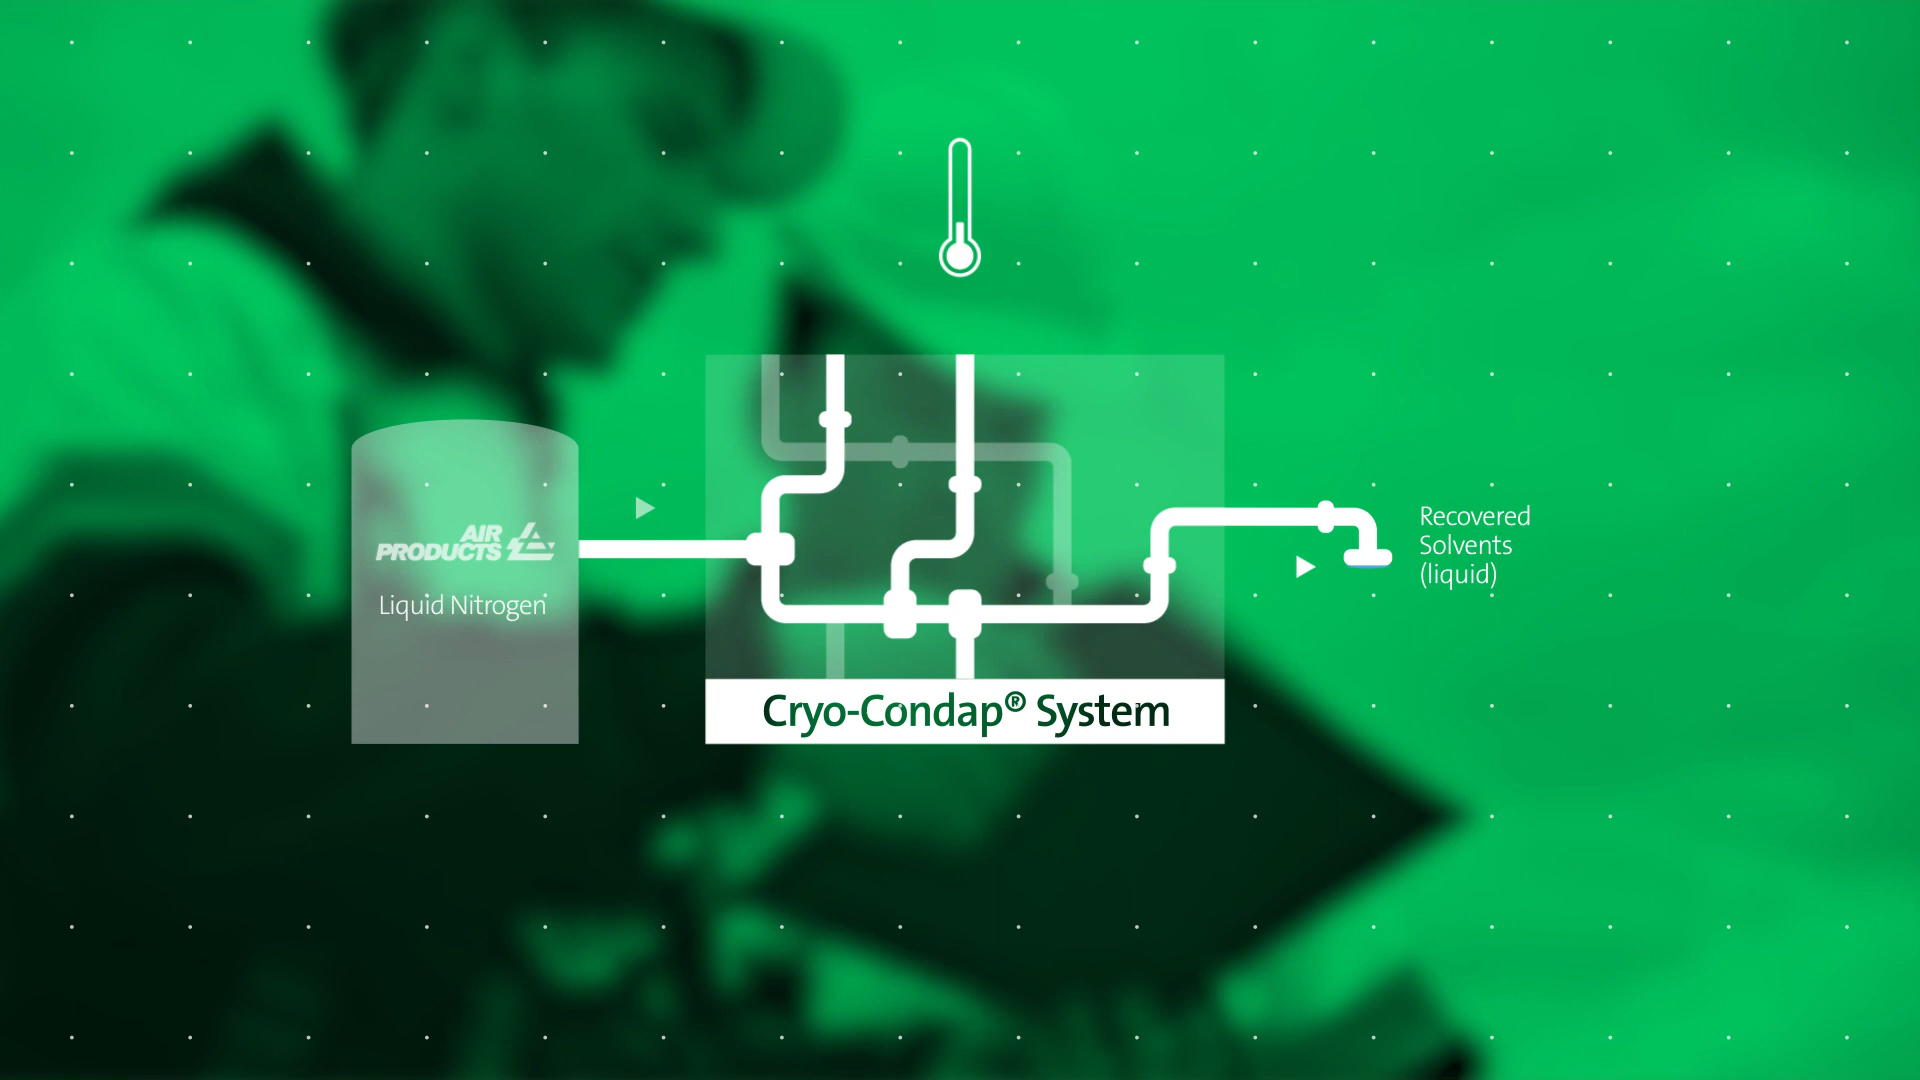 AIR
PRODUCTS
Liquid Nitrogen
Cryo-Condap® System
Recovered
Solvents
(liquid)